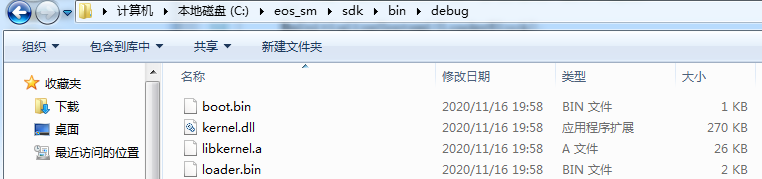 计算机 本地磁盘 (C:) eos_sm sdk bin debug
组织 包含到库中 共享 新建文件夹
收藏夹
下载
桌面
最近访问的位置
名称 修改日期 类型 大小
boot.bin 2020/11/16 19:58 BIN 文件 1 KB
kernel.dll 2020/11/16 19:58 应用程序扩展 270 KB
libkernel.a 2020/11/16 19:58 A 文件 26 KB
loader.bin 2020/11/16 19:58 BIN 文件 2 KB